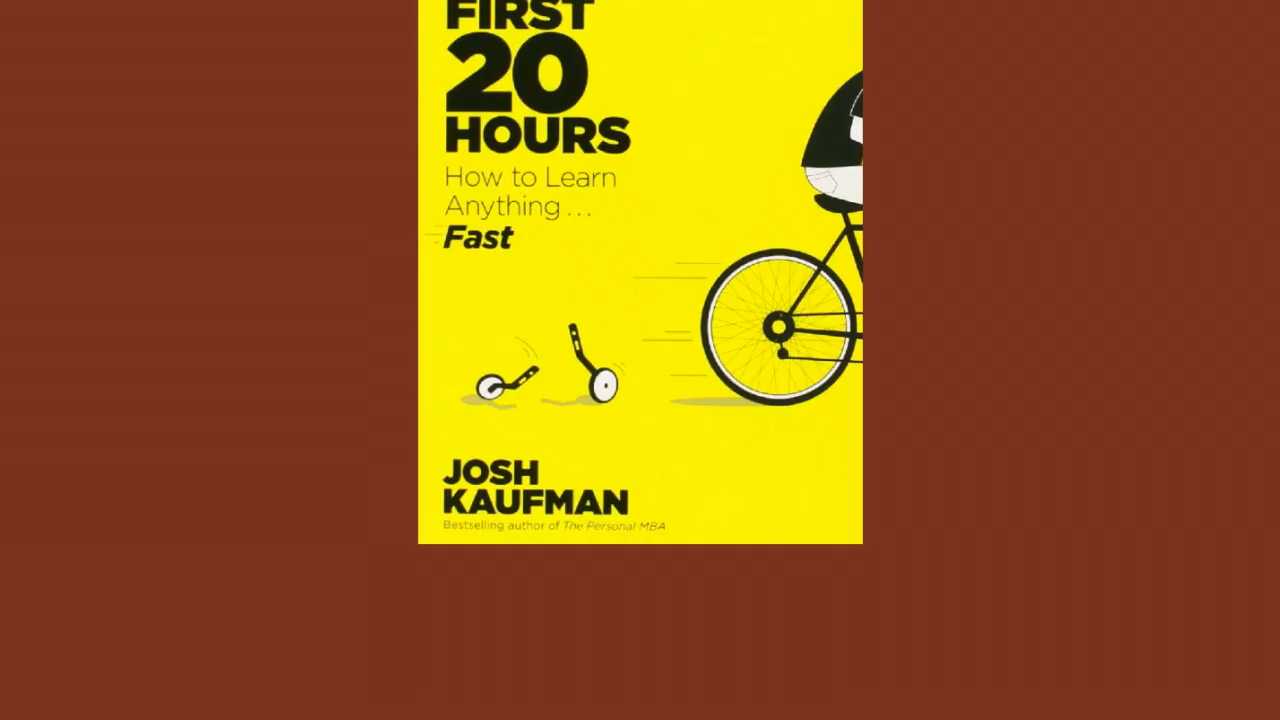 FIRST
20
HOURS
How to Learn
Anything...
Fast
JOSH
KAUFMAN
Bestselling author of The Personal MBA